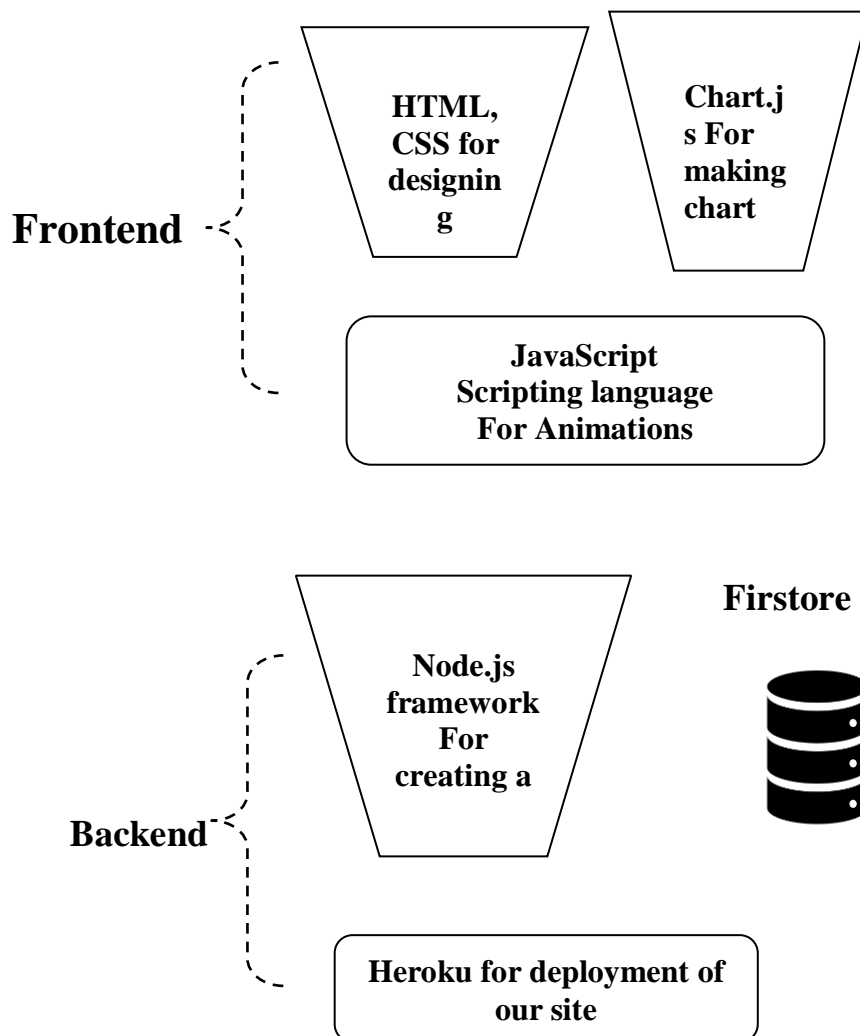 HTML,
CSS for
designin
g
Chart.j
s For
making
chart
Frontend
JavaScript
Scripting language
For Animations
Firstore
Node.js
framework
For
creating a
Backend
Heroku for deployment of
our site